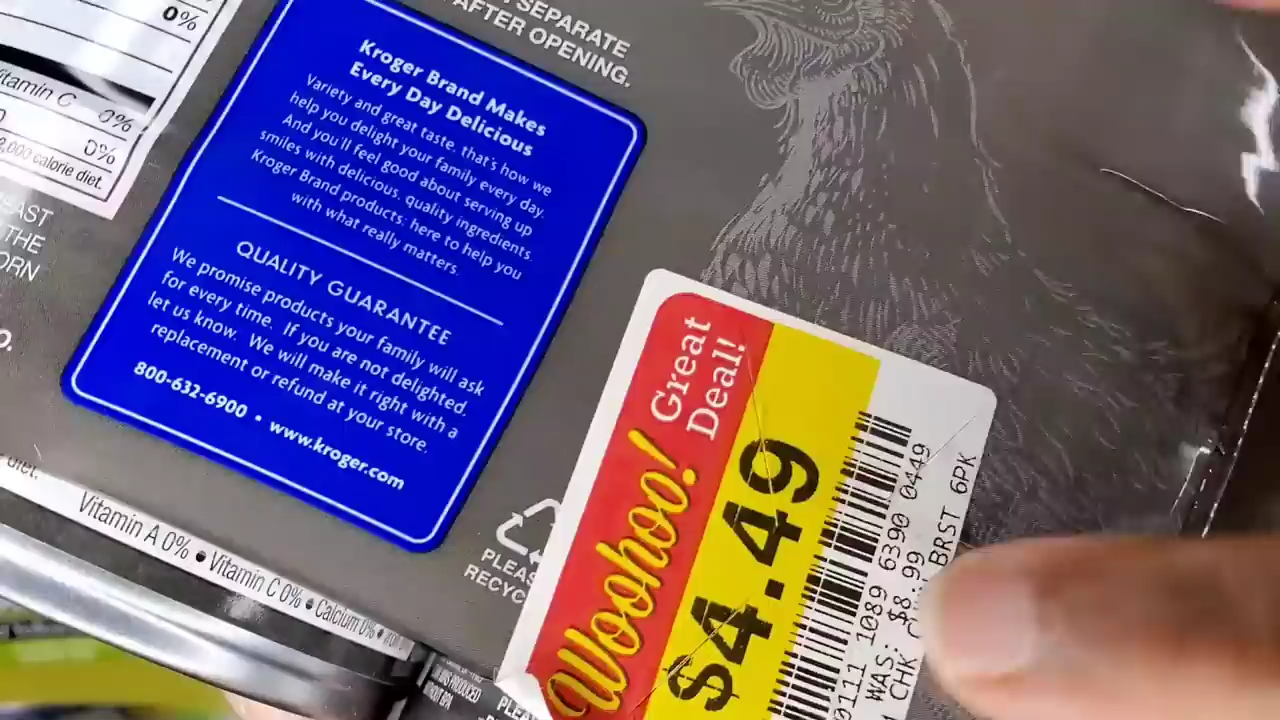 0%
Vitamin C 0%
0%
2,000 calorie diet.
THE
SEPARATE
AFTER OPENING.
Kroger Brand Makes
Every Day Delicious
Variety and great taste, that's how we
help you delight your family every day.
And you'll feel good about serving up
smiles with delicious, quality ingredients.
Kroger Brand products: here to help you
with what really matters.
QUALITY GUARANTEE
We promise products your family will ask
for every time. If you are not delighted,
let us know. We will make it right with a
replacement or refund at your store.
800-632-6900 • www.kroger.com
Vitamin A 0% • Vitamin C 0% • Calcium 0% •
Woohoo! Great
Deal!
$4.49
0111 1089 6390 0449
WAS: $8.99
CHK BRST 6PK